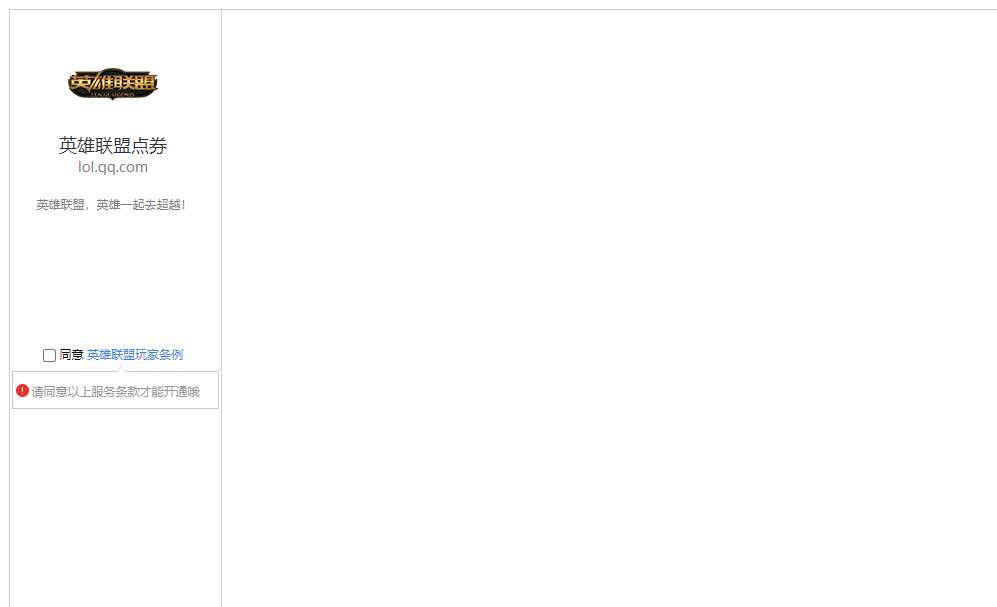 英雄联盟
LEAGUE OF LEGENDS
英雄联盟点券
lol.qq.com
英雄联盟，英雄一起去超越！
同意 英雄联盟玩家条例
请同意以上服务条款才能开通哦